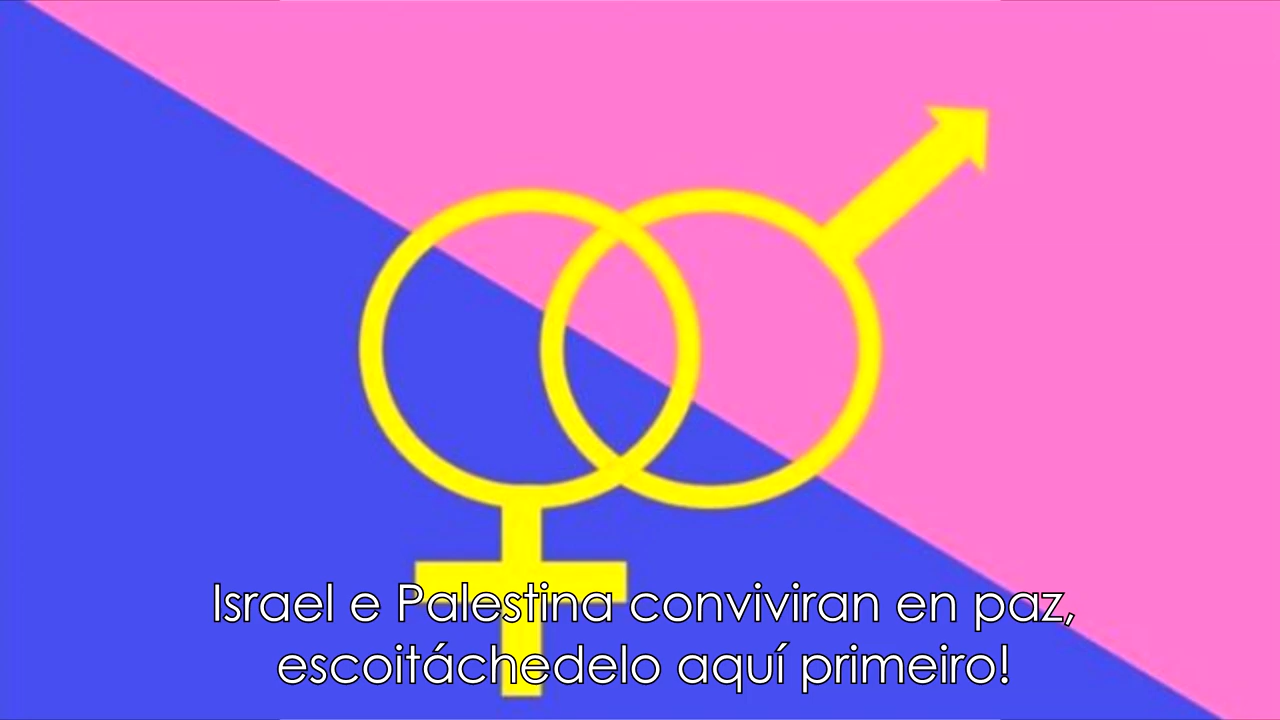 Israel e Palestina conviviran en paz,
escoitáchedelo aquí primeiro!